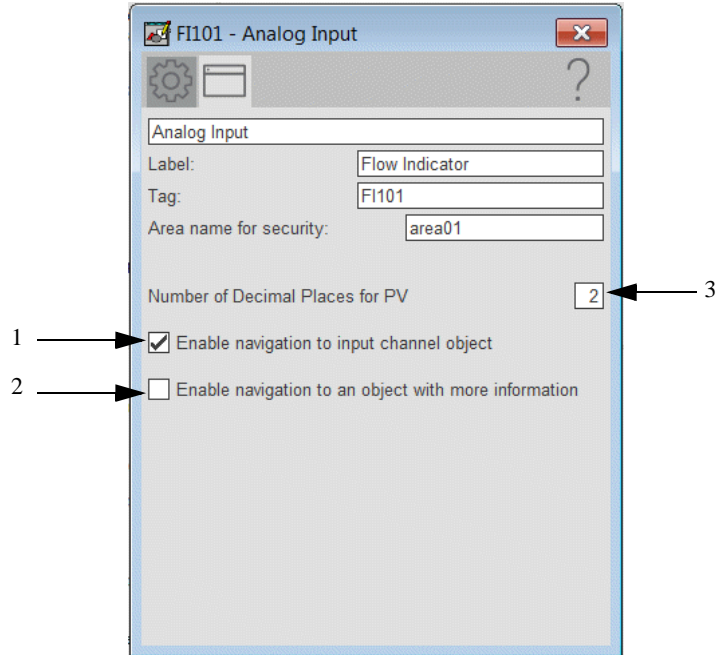 FI101 - Analog Input
?
Analog Input
Label: Flow Indicator
Tag: FI101
Area name for security: area01
Number of Decimal Places for PV 2
3
1
Enable navigation to input channel object
2
Enable navigation to an object with more information